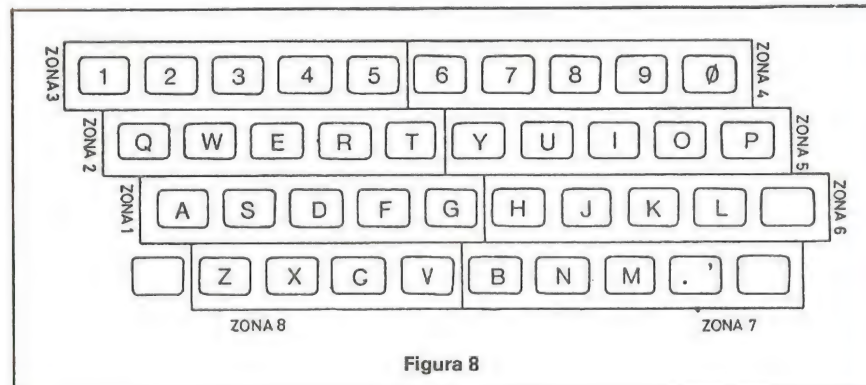 ZONA 3 1 2 3 4 5 6 7 8 9 Ø ZONA 4
ZONA 2 Q W E R T Y U I O P ZONA 5
ZONA 1 A S D F G H J K L ZONA 6
Z X C V B N M . '
ZONA 8 ZONA 7
Figura 8